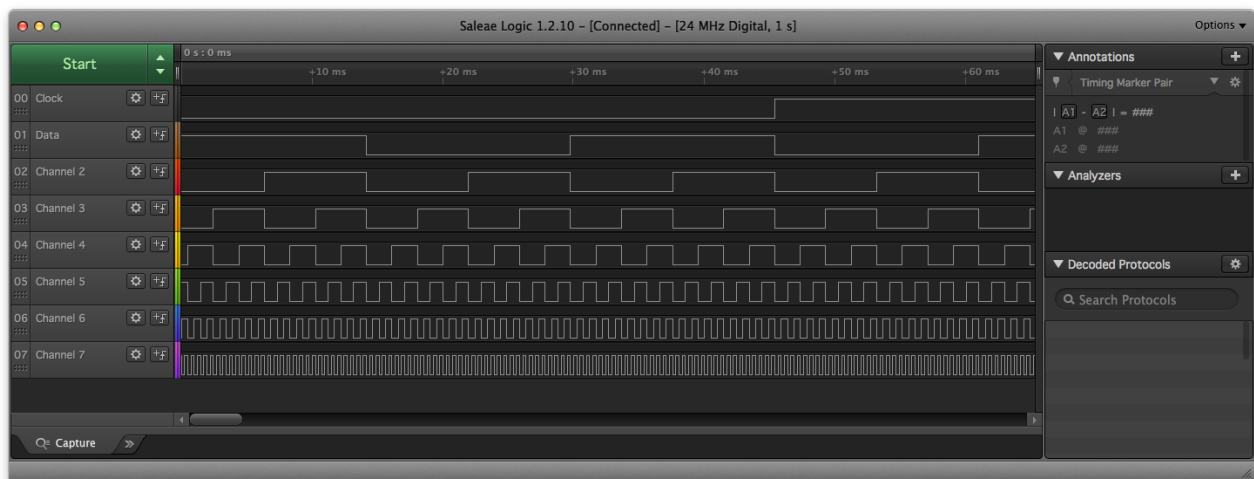 Saleae Logic 1.2.10 – [Connected] – [24 MHz Digital, 1 s]
Options ▾
Start
0 s : 0 ms
+10 ms +20 ms +30 ms +40 ms +50 ms +60 ms
00 Clock
01 Data
02 Channel 2
03 Channel 3
04 Channel 4
05 Channel 5
06 Channel 6
07 Channel 7
Annotations
Timing Marker Pair
| A1 - A2 | = ###
A1 @ ###
A2 @ ###
Analyzers
Decoded Protocols
Search Protocols
Capture